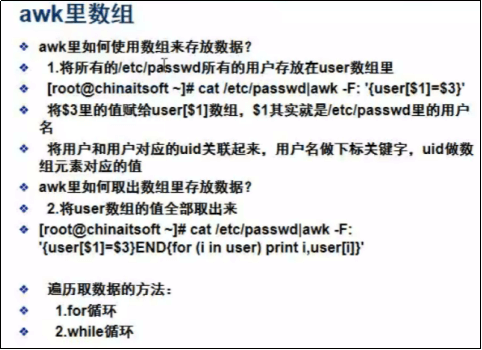 awk里数组
awk里如何使用数组来存放数据?
1.将所有的/etc/passwd所有的用户存放在user数组里
[root@chinaitsoft ~]# cat /etc/passwd|awk -F: '{user[$1]=$3}'
将$3里的值赋给user[$1]数组，$1其实就是/etc/passwd里的用户
名
将用户和用户对应的uid关联起来，用户名做下标关键字，uid做数
组元素对应的值
awk里如何取出数组里存放数据?
2.将user数组的值全部取出来
[root@chinaitsoft ~]# cat /etc/passwd|awk -F:
'{user[$1]=$3}END{for (i in user) print i,user[i]}'
遍历取数据的方法：
1.for循环
2.while循环